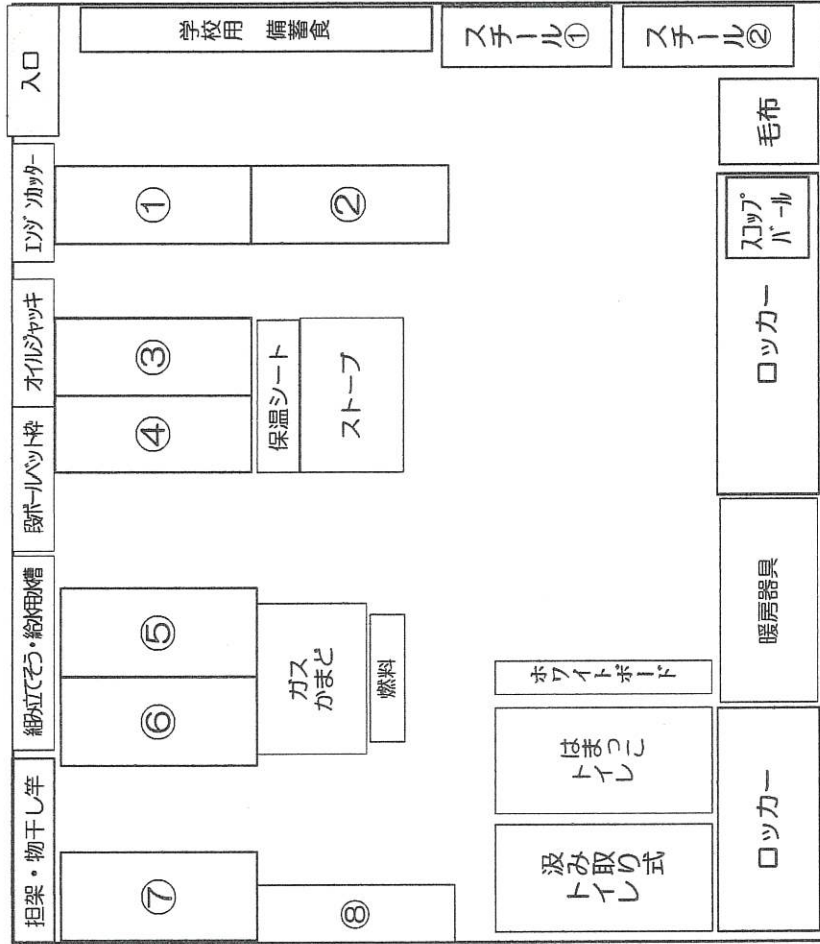 入口
学校用　備蓄食
スチール①
スチール②
エンジンカッター
①
②
毛布
スコップ
バール
オイルジャッキ
③
④
保温シート
ストーブ
ロッカー
段ボールベット枠
組み立てそう・給水用水槽
⑤
⑥
ガス
かまど
燃料
ホワイトボード
暖房器具
担架・物干し竿
⑦
⑧
はまっこ
トイレ
汲み取り式
トイレ
ロッカー